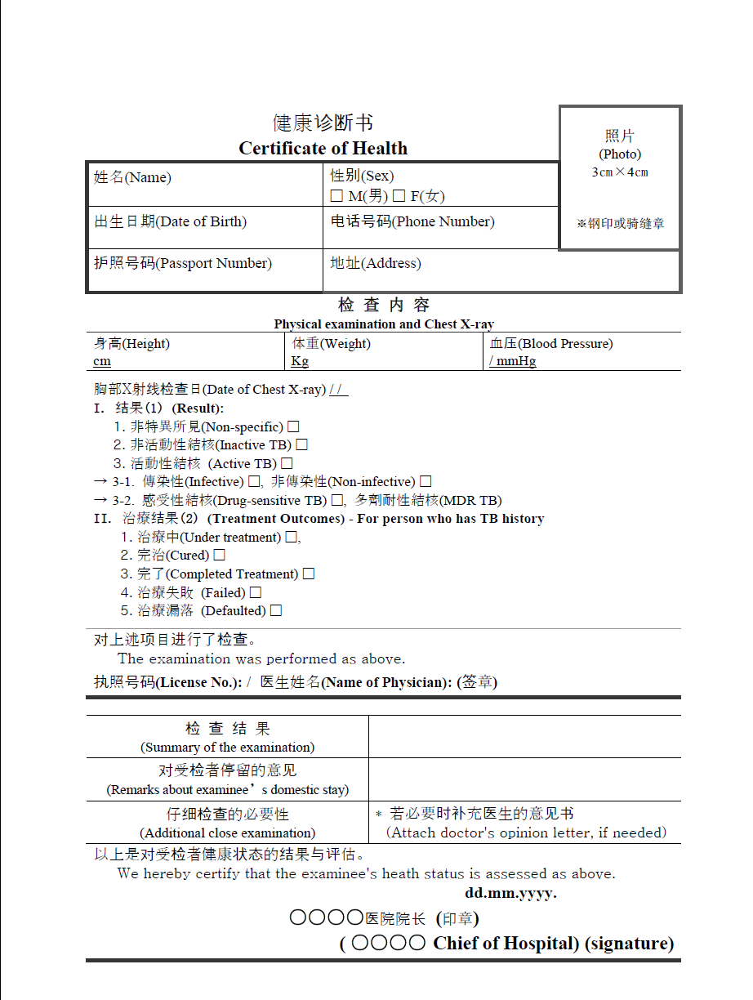 健康诊断书
Certificate of Health
照片
(Photo)
3㎝×4㎝
※钢印或骑缝章
姓名(Name)
性别(Sex)
□ M(男) □ F(女)
出生日期(Date of Birth)
电话号码(Phone Number)
护照号码(Passport Number)
地址(Address)
检 查 内 容
Physical examination and Chest X-ray
身高(Height)
cm
体重(Weight)
Kg
血压(Blood Pressure)
/ mmHg
胸部X射线检查日(Date of Chest X-ray) / /
I. 结果(1) (Result):
1. 非特異所見(Non-specific) □
2. 非活動性結核(Inactive TB) □
3. 活動性結核 (Active TB) □
→ 3-1. 傳染性(Infective) □, 非傳染性(Non-infective) □
→ 3-2. 感受性結核(Drug-sensitive TB) □, 多劑耐性結核(MDR TB)
II. 治療结果(2) (Treatment Outcomes) - For person who has TB history
1. 治療中(Under treatment) □,
2. 完治(Cured) □
3. 完了(Completed Treatment) □
4. 治療失敗 (Failed) □
5. 治療漏落 (Defaulted) □
对上述项目进行了检查。
The examination was performed as above.
执照号码(License No.): / 医生姓名(Name of Physician): (签章)
检 查 结 果
(Summary of the examination)
对受检者停留的意见
(Remarks about examinee’s domestic stay)
仔细检查的必要性
(Additional close examination)
* 若必要时补充医生的意见书
(Attach doctor's opinion letter, if needed)
以上是对受检者健康状态的结果与评估。
We hereby certify that the examinee's heath status is assessed as above.
dd.mm.yyyy.
○○○○医院院长 (印章)
( ○○○○ Chief of Hospital) (signature)